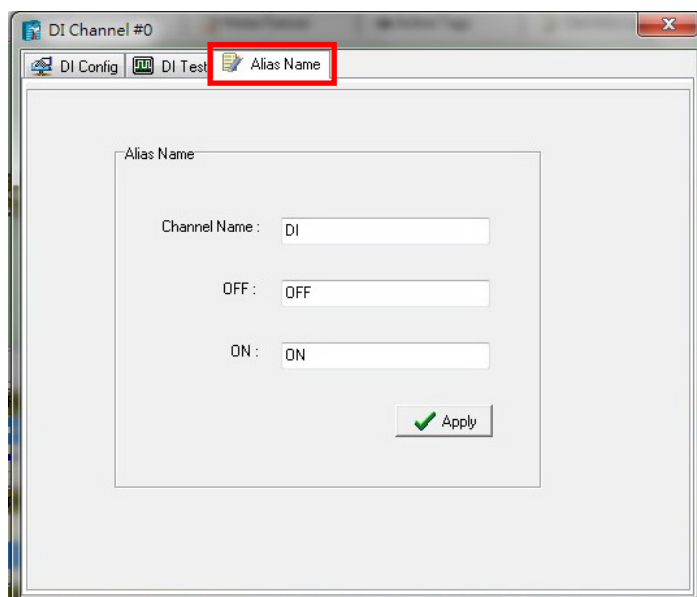 DI Channel #0
DI Config DI Test Alias Name
Alias Name
Channel Name : DI
OFF : OFF
ON : ON
Apply